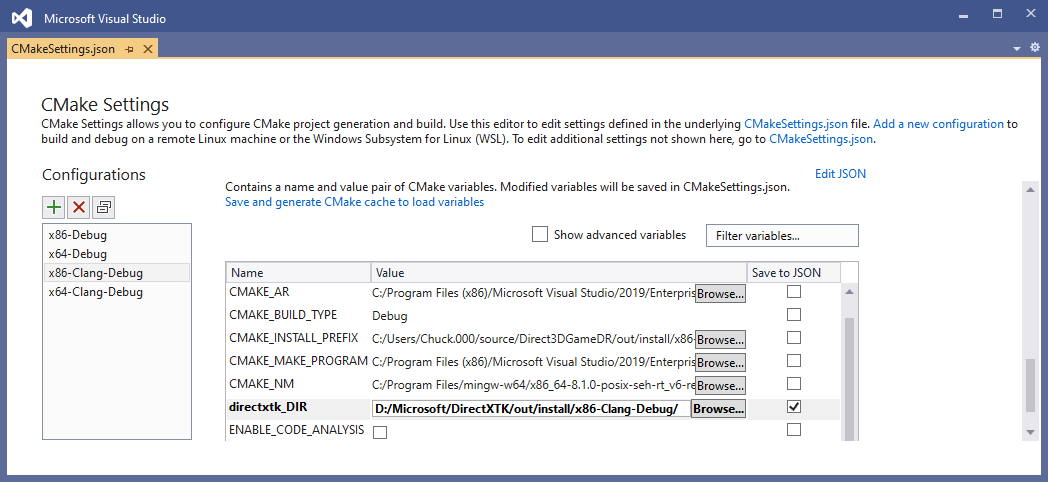 Microsoft Visual Studio
CMakeSettings.json
CMake Settings
CMake Settings allows you to configure CMake project generation and build. Use this editor to edit settings defined in the underlying CMakeSettings.json file. Add a new configuration to
build and debug on a remote Linux machine or the Windows Subsystem for Linux (WSL). To edit additional settings not shown here, go to CMakeSettings.json.
Configurations
Edit JSON
x86-Debug
x64-Debug
x86-Clang-Debug
x64-Clang-Debug
Contains a name and value pair of CMake variables. Modified variables will be saved in CMakeSettings.json.
Save and generate CMake cache to load variables
Show advanced variables Filter variables...
Name Value Save to JSON
CMAKE_AR C:/Program Files (x86)/Microsoft Visual Studio/2019/Enterpris Browse...
CMAKE_BUILD_TYPE Debug
CMAKE_INSTALL_PREFIX C:/Users/Chuck.000/source/Direct3DGameDR/out/install/x86- Browse...
CMAKE_MAKE_PROGRAM C:/Program Files (x86)/Microsoft Visual Studio/2019/Enterpris Browse...
CMAKE_NM C:/Program Files/mingw-w64/x86_64-8.1.0-posix-seh-rt_v6-re Browse...
directxtk_DIR D:/Microsoft/DirectXTK/out/install/x86-Clang-Debug/ Browse...
ENABLE_CODE_ANALYSIS